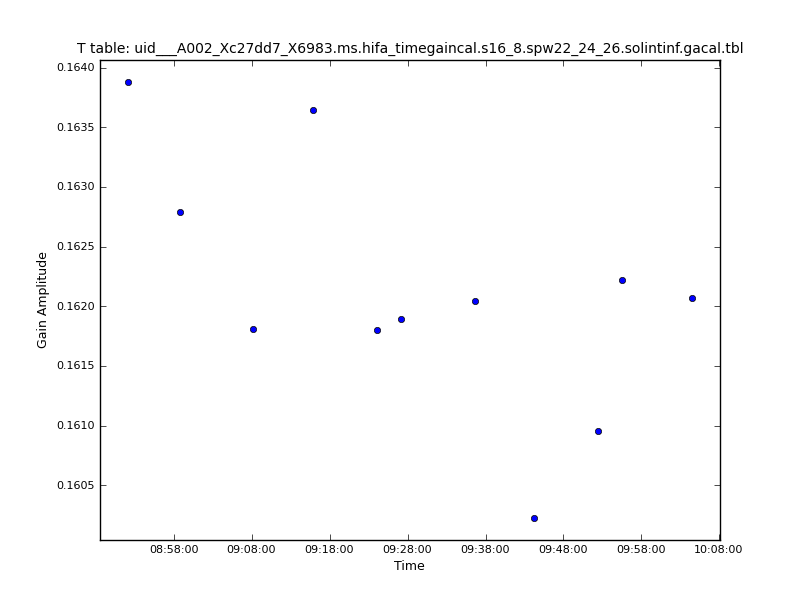 T table: uid___A002_Xc27dd7_X6983.ms.hifa_timegaincal.s16_8.spw22_24_26.solintinf.gacal.tbl
0.1640
0.1635
0.1630
0.1625
0.1620
0.1615
0.1610
0.1605
Gain Amplitude
08:58:00 09:08:00 09:18:00 09:28:00 09:38:00 09:48:00 09:58:00 10:08:00
Time